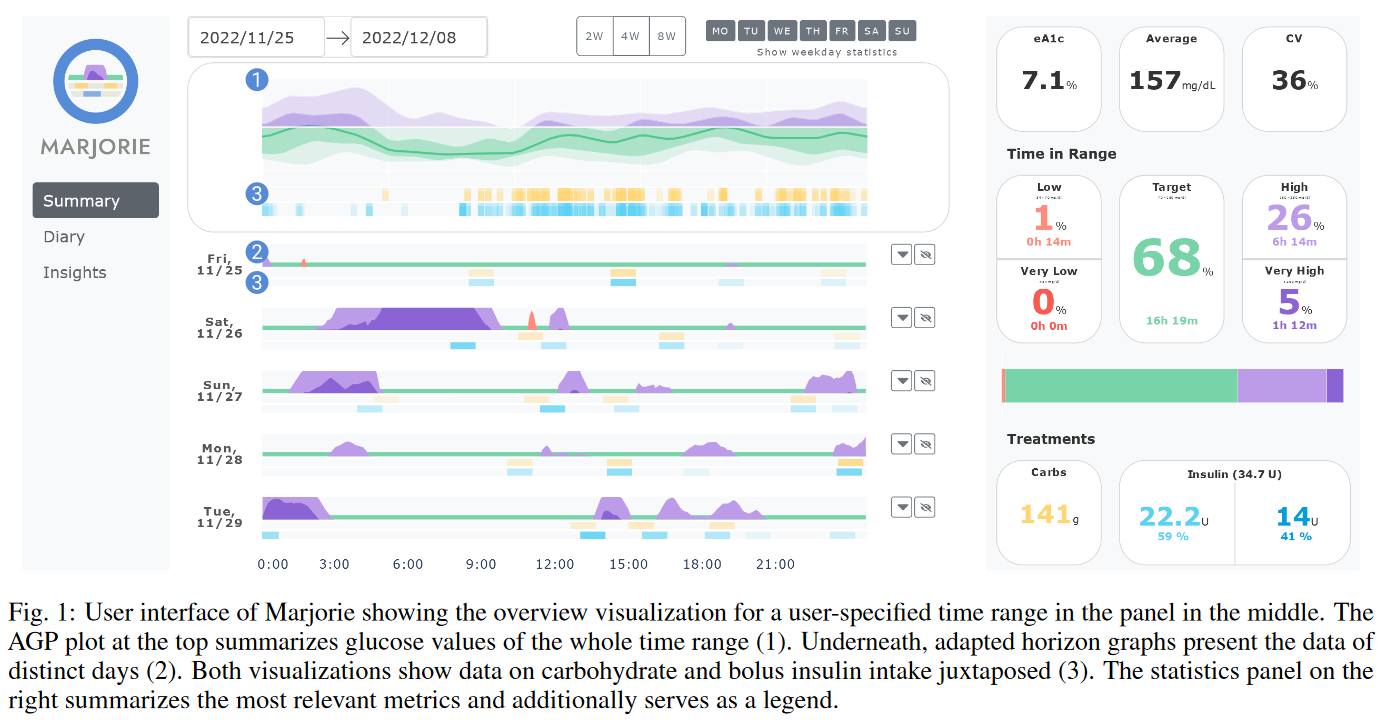 MARJORIE
Summary
Diary
Insights
2022/11/25
2022/12/08
2W 4W 8W
MO TU WE TH FR SA SU
Show weekday statistics
1
3
Fri,
11/25
2
3
Sat,
11/26
Sun,
11/27
Mon,
11/28
Tue,
11/29
0:00 3:00 6:00 9:00 12:00 15:00 18:00 21:00
eA1c
7.1%
Average
157mg/dL
CV
36%
Time in Range
Low
1%
0h 14m
Very Low
0%
0h 0m
Target
68%
16h 19m
High
26%
6h 14m
Very High
5%
1h 12m
Treatments
Carbs
141g
Insulin (34.7 U)
22.2U
59 %
14U
41 %
Fig. 1: User interface of Marjorie showing the overview visualization for a user-specified time range in the panel in the middle. The
AGP plot at the top summarizes glucose values of the whole time range (1). Underneath, adapted horizon graphs present the data of
distinct days (2). Both visualizations show data on carbohydrate and bolus insulin intake juxtaposed (3). The statistics panel on the
right summarizes the most relevant metrics and additionally serves as a legend.